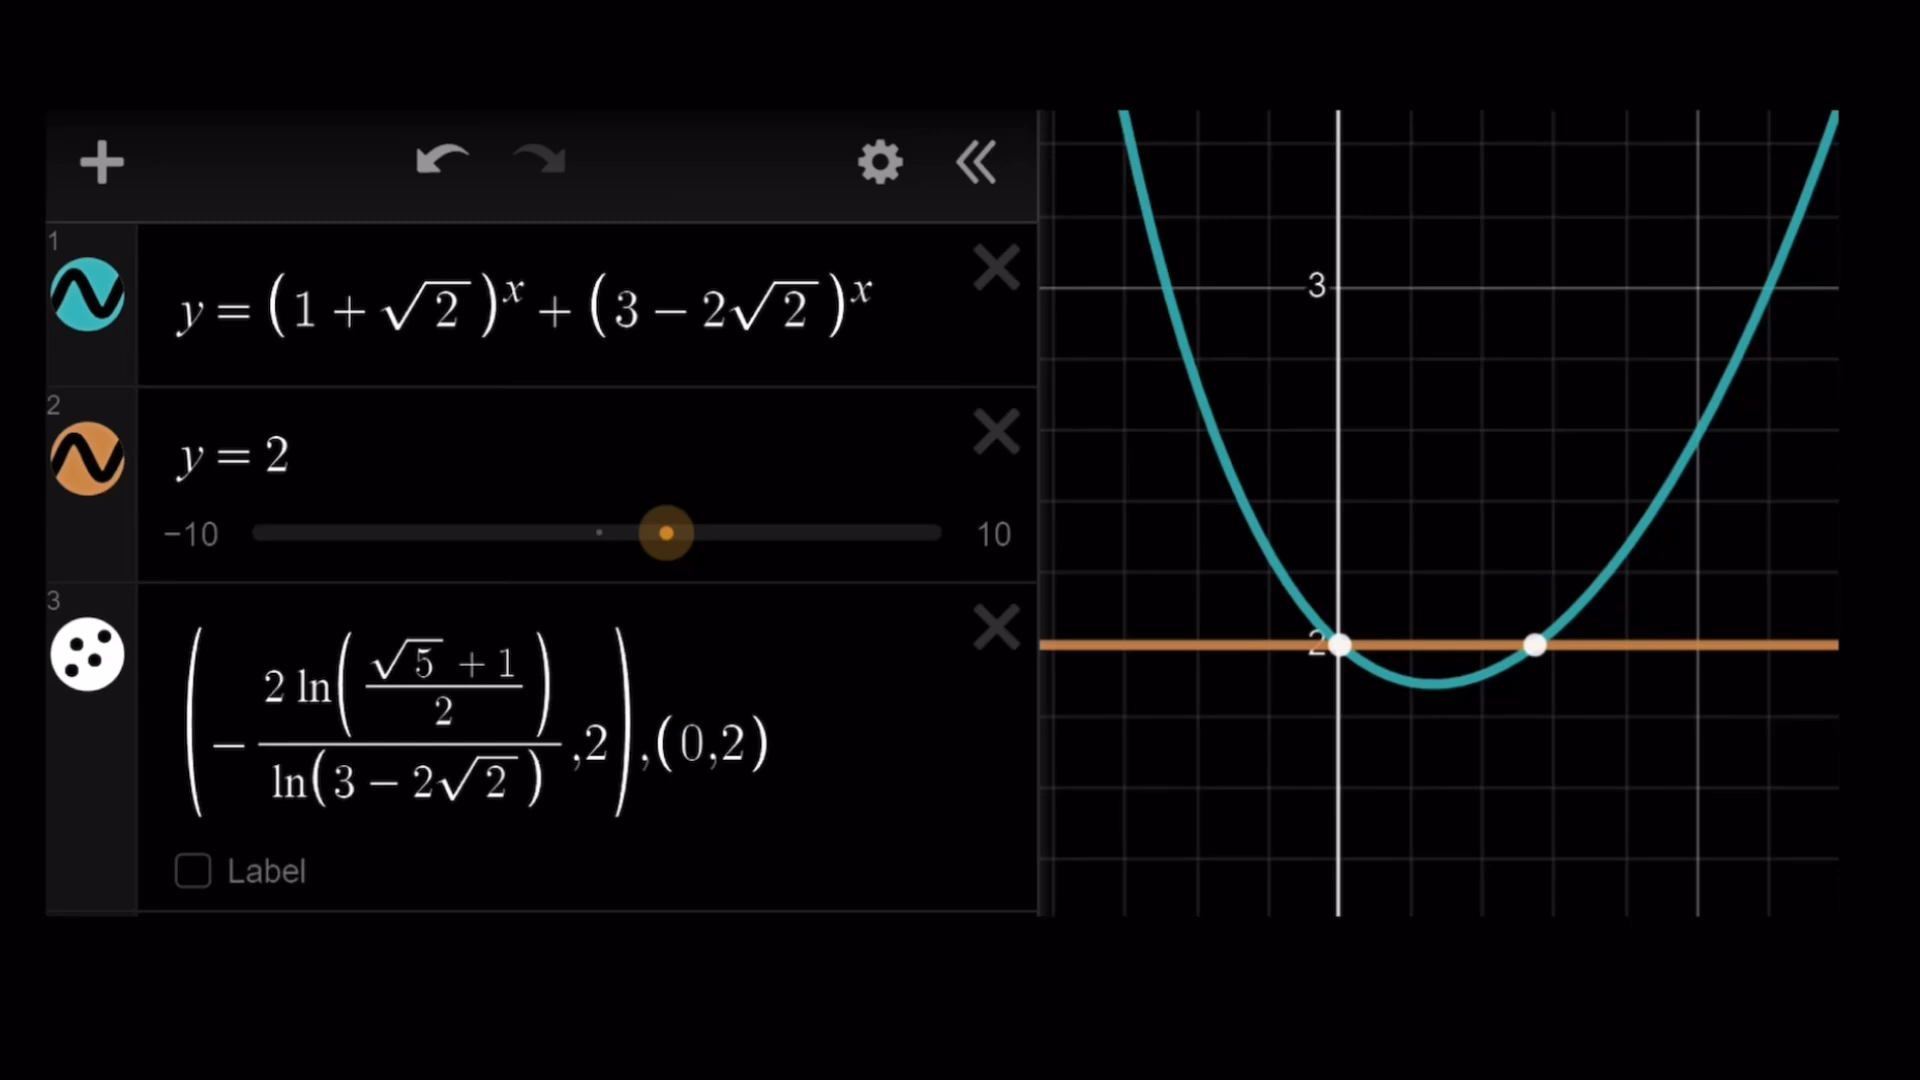 1
y = (1 + √2)^x + (3 − 2√2)^x
2
y = 2
−10 10
3
(− (2 ln((√5 + 1)/2))/(ln(3 − 2√2)), 2), (0, 2)
Label
3
2